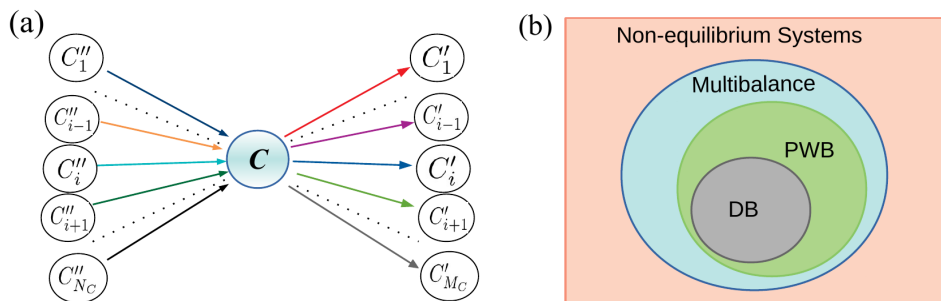 (a)
C''_1
C''_{i-1}
C''_i
C''_{i+1}
C''_{N_C}
C
C'_1
C'_{i-1}
C'_i
C'_{i+1}
C'_{M_C}
(b)
Non-equilibrium Systems
Multibalance
PWB
DB